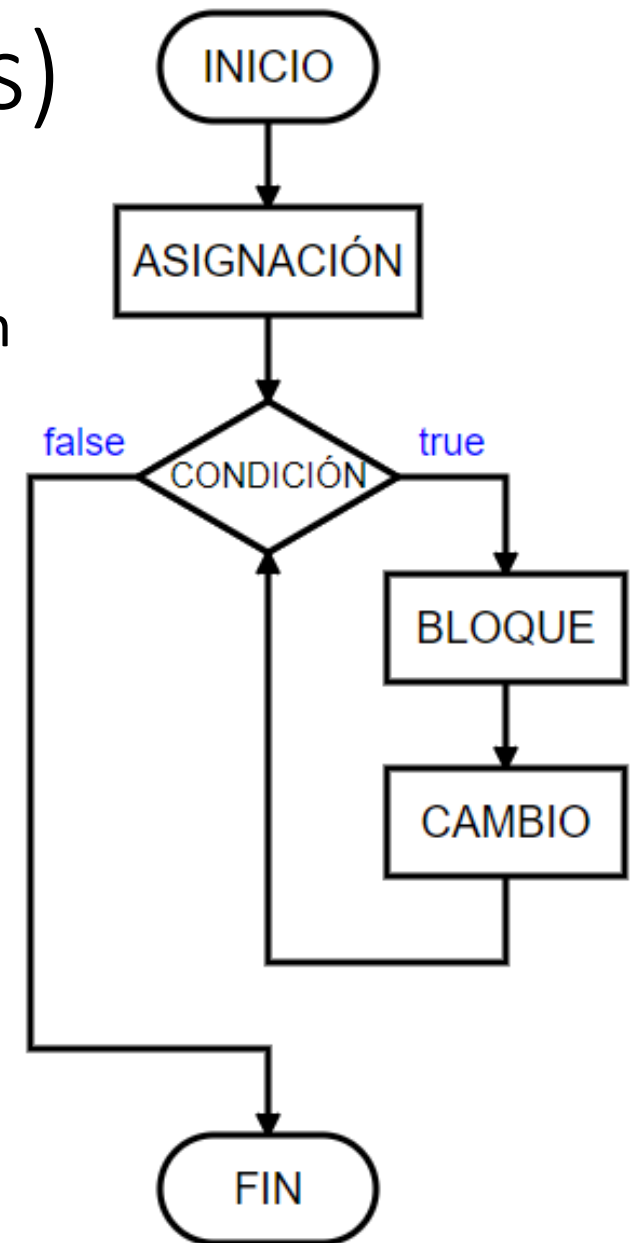 s)
INICIO
ASIGNACIÓN
n
false
true
CONDICIÓN
BLOQUE
CAMBIO
FIN